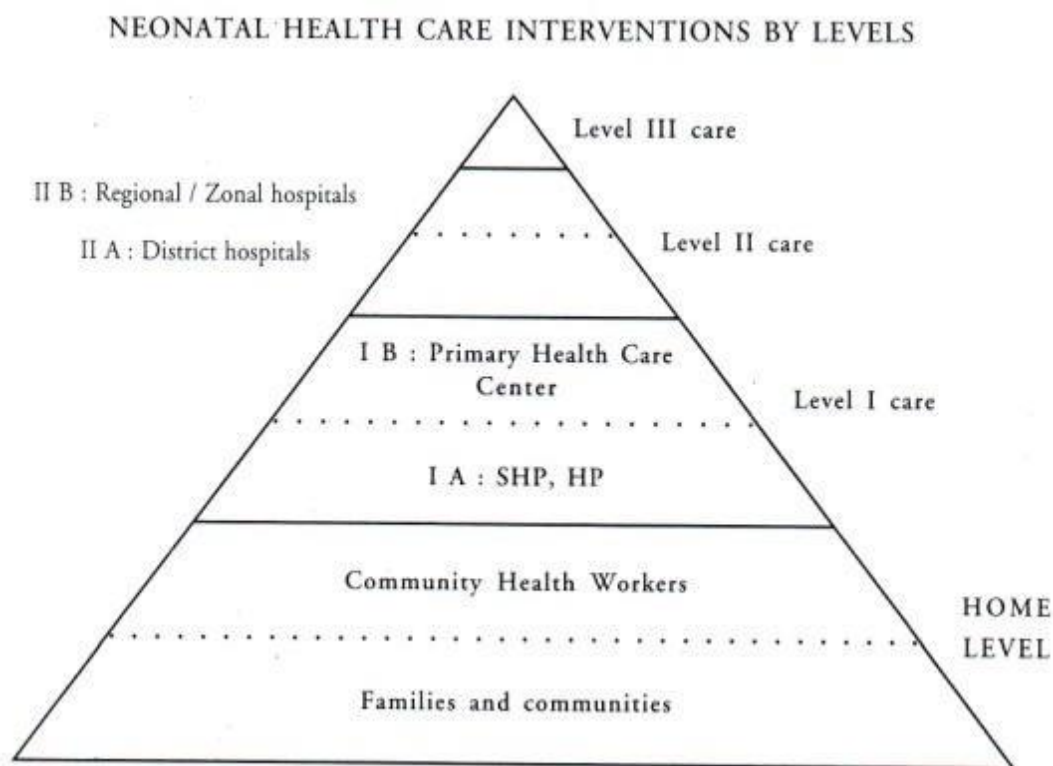 NEONATAL HEALTH CARE INTERVENTIONS BY LEVELS
Level III care
II B : Regional / Zonal hospitals
II A : District hospitals
Level II care
I B : Primary Health Care
Center
Level I care
I A : SHP, HP
Community Health Workers
HOME
LEVEL
Families and communities